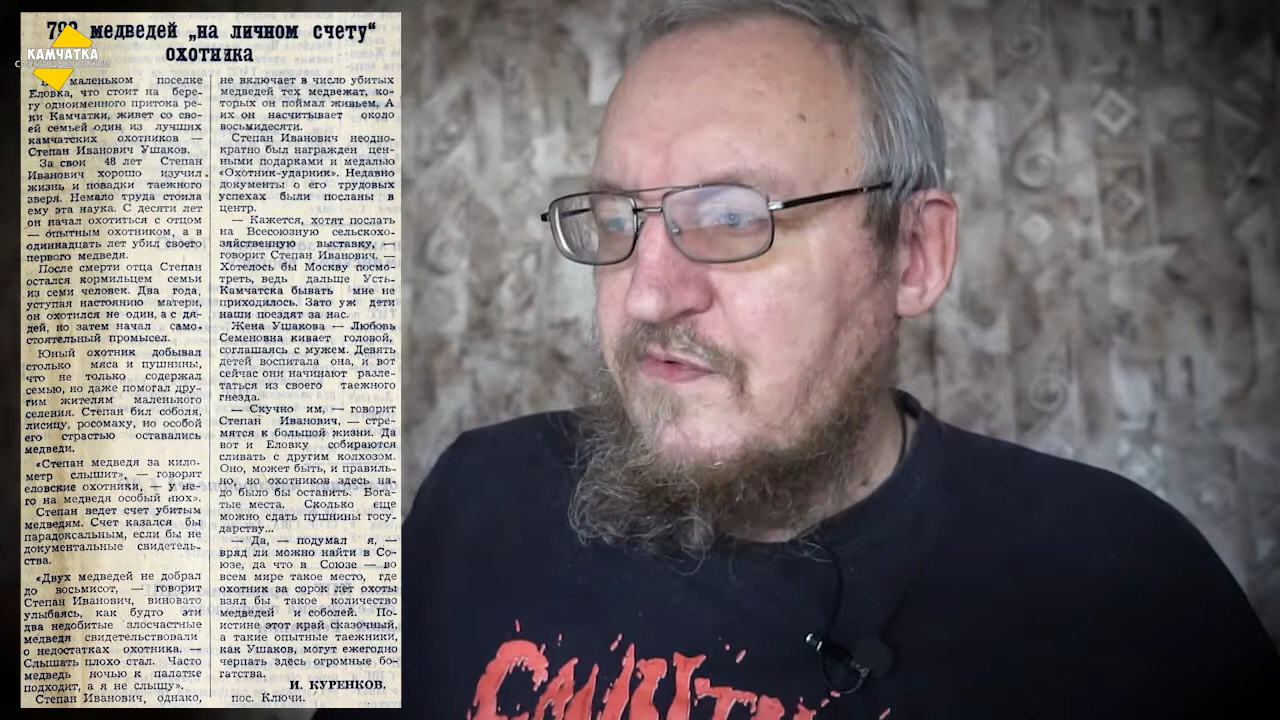 798 медведей „на личном счету“
охотника
КАМЧАТКА
маленьком поселке
Еловка, что стоит на бере-
гу одноименного притока ре-
ки Камчатки, живет со сво-
ей семьей один из лучших
камчатских охотников —
Степан Иванович Ушаков.
За свои 48 лет Степан
Иванович хорошо изучил
жизнь и повадки таежного
зверя. Немало труда стоила
ему эта наука. С десяти лет
он начал охотиться с отцом
— опытным охотником, а в
одиннадцать лет убил своего
первого медведя.
После смерти отца Степан
остался кормильцем семьи
из семи человек. Два года,
уступая настоянию матери,
он охотился не один, а с дя-
дей, но затем начал само-
стоятельный промысел.
Юный охотник добывал
столько мяса и пушнины,
что не только содержал
семью, но даже помогал дру-
гим жителям маленького
селения. Степан бил соболя,
лисицу, росомаху, но особой
его страстью оставались
медведи.
«Степан медведя за кило-
метр слышит», — говорят
еловские охотники, — у не-
го на медведя особый нюх».
Степан ведет счет убитым
медведям. Счет казался бы
парадоксальным, если бы не
документальные свидетель-
ства.
«Двух медведей не добрал
до восьмисот, — говорит
Степан Иванович, виновато
улыбаясь, как будто эти
два недобитые злосчастные
медведя свидетельствовали
о недостатках охотника. —
Слышать плохо стал. Часто
медведь ночью к палатке
подходит, а я не слышу».
Степан Иванович, однако,
не включает в число убитых
медведей тех медвежат, ко-
торых он поймал живьем. А
их он насчитывает около
восьмидесяти.
Степан Иванович неодно-
кратно был награжден цен-
ными подарками и медалью
«Охотник-ударник». Недавно
документы о его трудовых
успехах были посланы в
центр.
— Кажется, хотят послать
на Всесоюзную сельскохо-
зяйственную выставку, —
говорит Степан Иванович. —
Хотелось бы Москву посмо-
треть, ведь дальше Усть-
Камчатска бывать мне не
приходилось. Зато уж дети
наши поездят за нас.
Жена Ушакова — Любовь
Семеновна кивает головой,
соглашаясь с мужем. Девять
детей воспитала она, и вот
сейчас они начинают разле-
таться из своего таежного
гнезда.
— Скучно им, — говорит
Степан Иванович, — стре-
мятся к большой жизни. Да
вот и Еловку собираются
сливать с другим колхозом.
Оно, может быть, и правиль-
но, но охотников здесь на-
до было бы оставить. Бога-
тые места. Сколько еще
можно сдать пушнины госу-
дарству...
— Да, — подумал я, —
вряд ли можно найти в Со-
юзе, да что в Союзе — во
всем мире такое место, где
охотник за сорок лет охоты
взял бы такое количество
медведей и соболей. По-
истине этот край сказочный,
а такие опытные таежники,
как Ушаков, могут ежегодно
черпать здесь огромные бо-
гатства.
И. КУРЕНКОВ.
пос. Ключи.